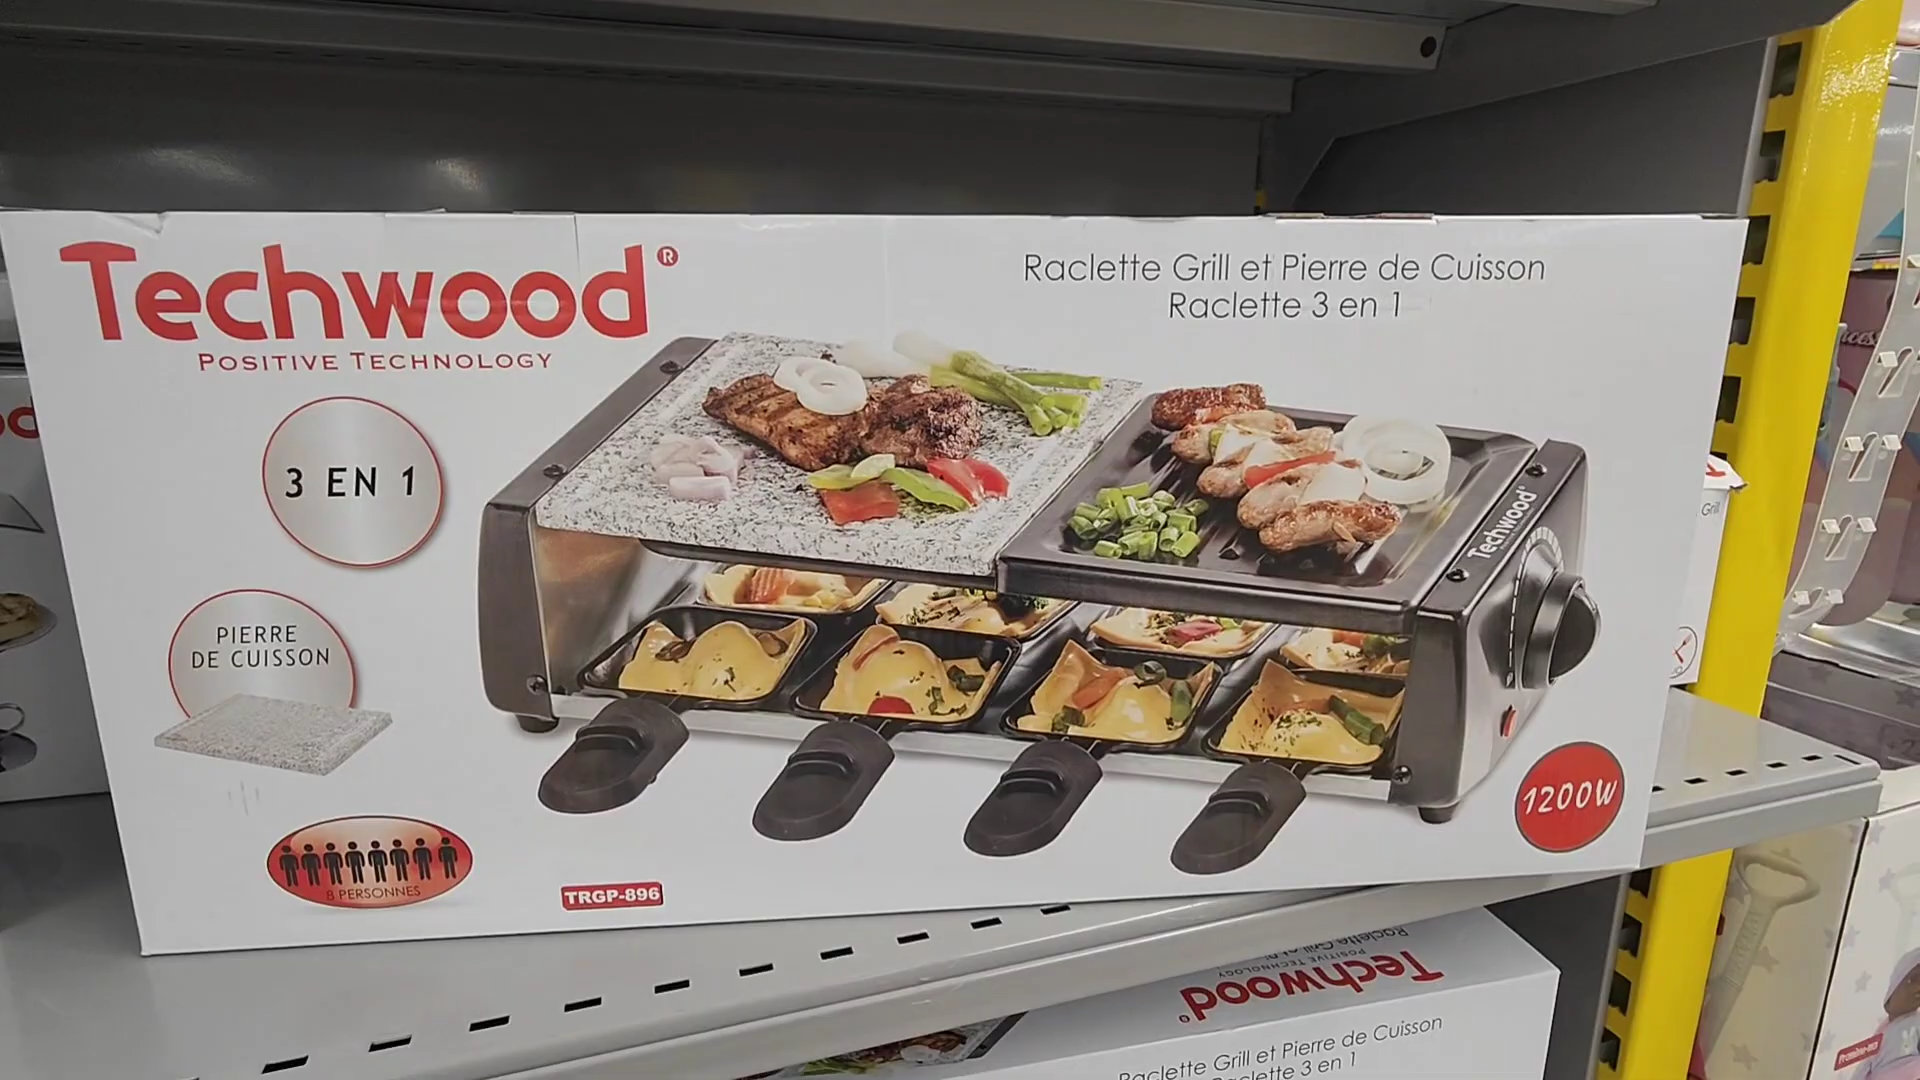 Techwood®
POSITIVE TECHNOLOGY
Raclette Grill et Pierre de Cuisson
Raclette 3 en 1
3 EN 1
PIERRE
DE CUISSON
Techwood
1200W
8 PERSONNES
TRGP-896
Grill
Techwood®
POSITIVE TECHNOLOGY
Raclette Grill et Pierre de Cuisson
Raclette 3 en 1